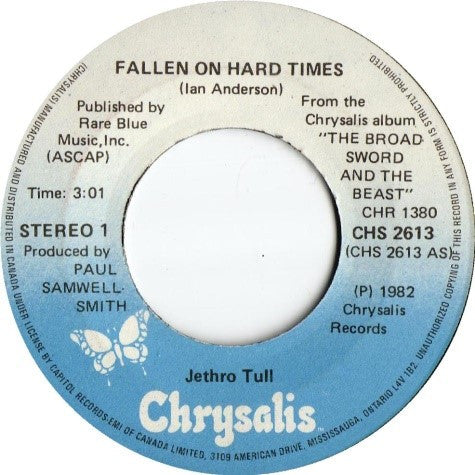 FALLEN ON HARD TIMES
(Ian Anderson)
Published by
Rare Blue
Music,Inc.
(ASCAP)
Time: 3:01
STEREO 1
Produced by
PAUL
SAMWELL-
SMITH
From the
Chrysalis album
"THE BROAD
SWORD
AND THE
BEAST"
CHR 1380
CHS 2613
(CHS 2613 AS)
(P) 1982
Chrysalis
Records
Jethro Tull
Chrysalis™
(CHRYSALIS) MANUFACTURED AND DISTRIBUTED IN CANADA UNDER LICENSE BY CAPITOL RECORDS-EMI OF CANADA LIMITED, 3109 AMERICAN DRIVE, MISSISSAUGA, ONTARIO L4V 1B2. UNAUTHORIZED COPYING OF THIS RECORD IN ANY FORM IS STRICTLY PROHIBITED